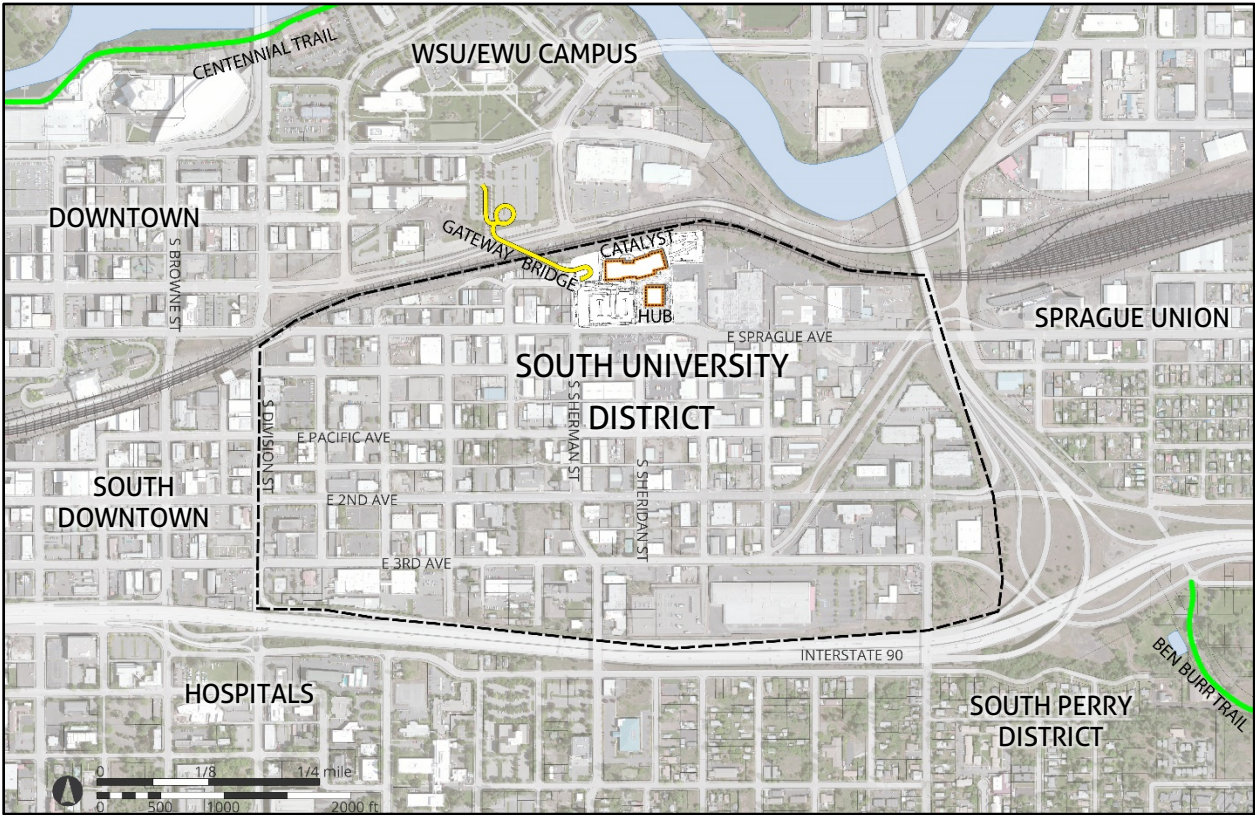 CENTENNIAL TRAIL
WSU/EWU CAMPUS
DOWNTOWN
S BROWNE ST
GATEWAY BRIDGE
CATALYST
HUB
E SPRAGUE AVE
SPRAGUE UNION
SOUTH UNIVERSITY
DISTRICT
S DIVISION ST
S SHERMAN ST
E PACIFIC AVE
S SHERIDAN ST
SOUTH
DOWNTOWN
E 2ND AVE
E 3RD AVE
INTERSTATE 90
BEN BURR TRAIL
HOSPITALS
SOUTH PERRY
DISTRICT
0 1/8 1/4 mile
0 500 1000 2000 ft